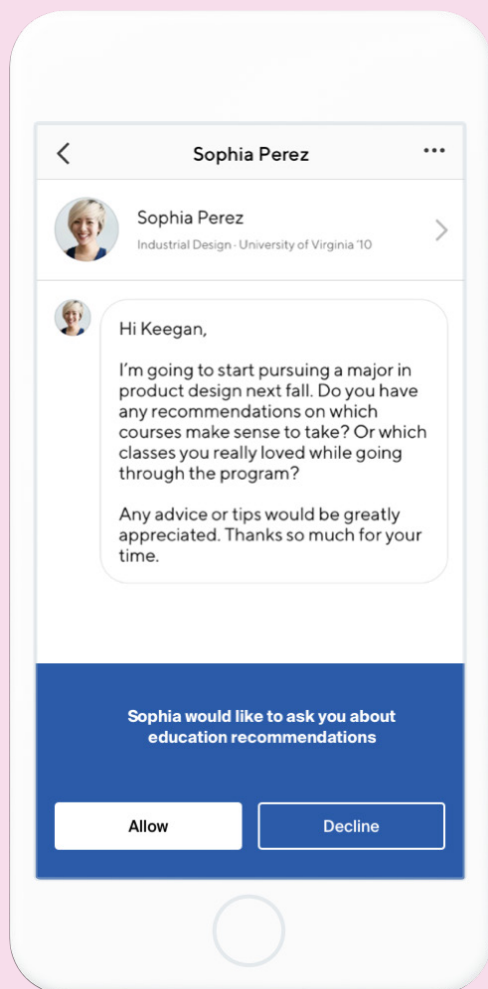 Sophia Perez
Sophia Perez
Industrial Design · University of Virginia '10
Hi Keegan,
I'm going to start pursuing a major in
product design next fall. Do you have
any recommendations on which
courses make sense to take? Or which
classes you really loved while going
through the program?
Any advice or tips would be greatly
appreciated. Thanks so much for your
time.
Sophia would like to ask you about
education recommendations
Allow
Decline